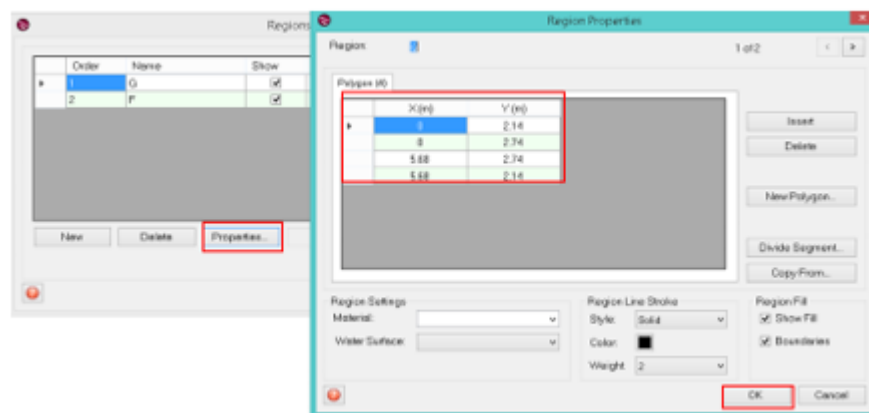 Regions
Order Name Show
1 G
2 F
New Delete Properties...
Region Properties
Region: G 1 of 2 < >
Polygon (4)
X (m) Y (m)
0 2.14
0 2.74
5.68 2.74
5.68 2.14
Insert
Delete
New Polygon...
Divide Segment...
Copy From...
Region Settings
Material:
Water Surface:
Region Line Stroke
Style: Solid
Color:
Weight: 2
Region Fill
Show Fill
Boundaries
OK Cancel